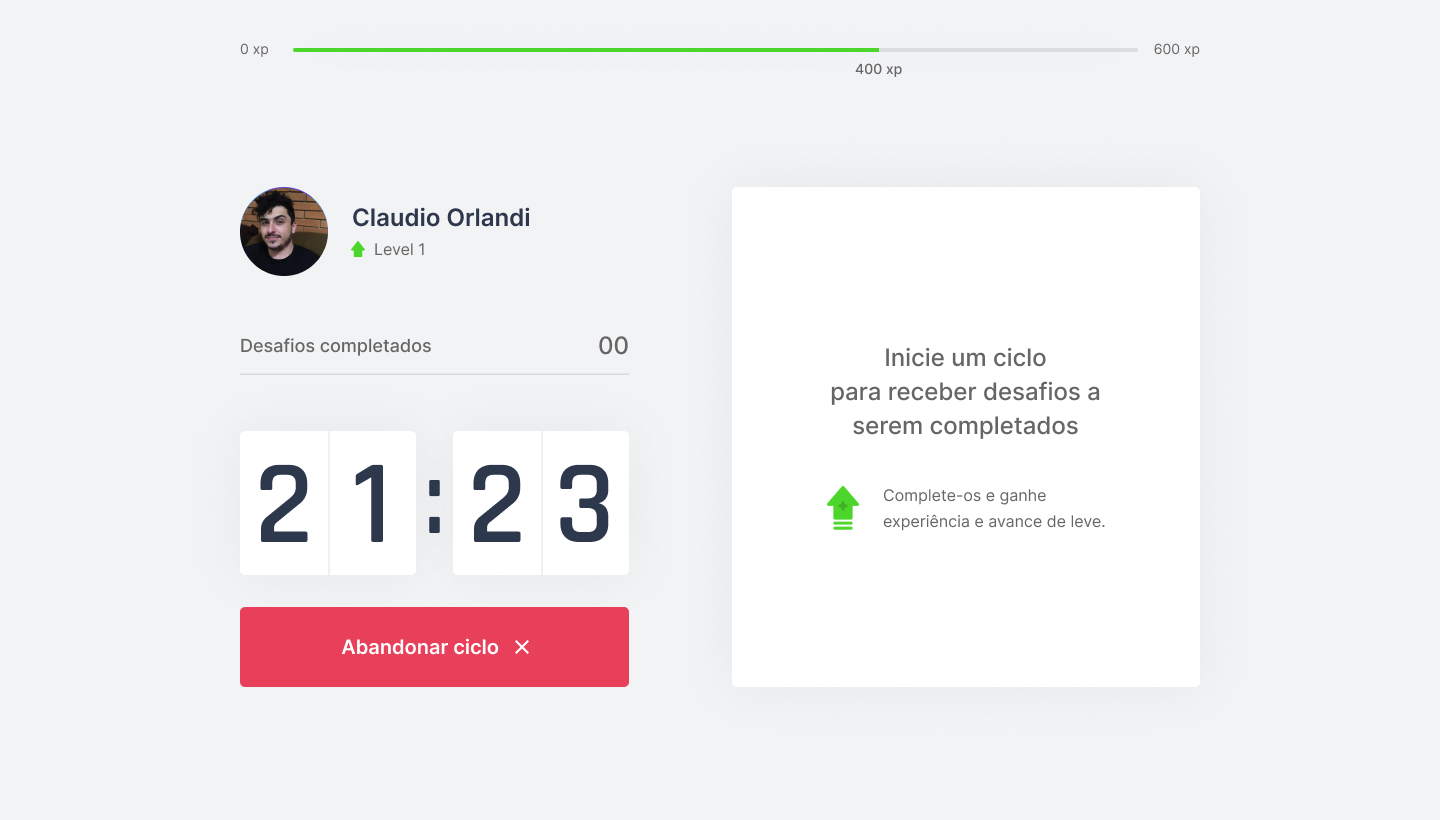 0 xp
600 xp
400 xp
Claudio Orlandi
Level 1
Desafios completados
00
21:23
Abandonar ciclo
Inicie um ciclo
para receber desafios a
serem completados
Complete-os e ganhe
experiência e avance de leve.